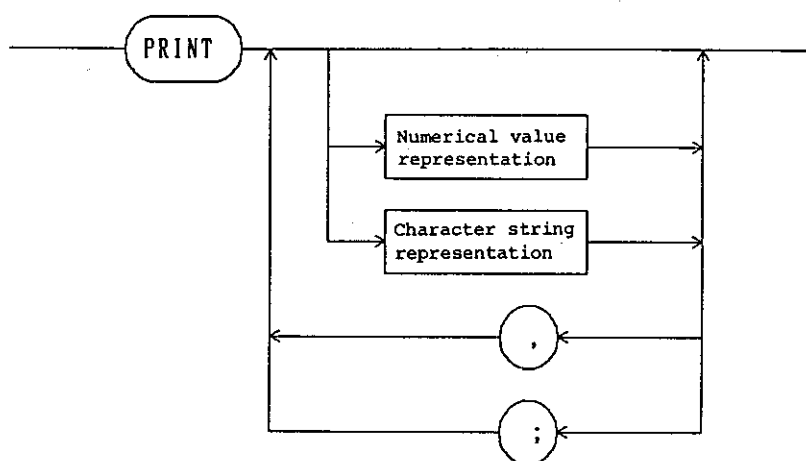 PRINT
Numerical value
representation
Character string
representation
,
;